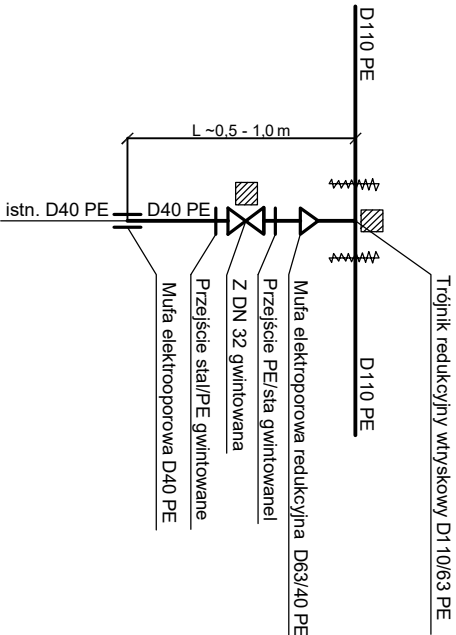 D110 PE
L ~0,5 - 1,0 m
istn. D40 PE
D40 PE
D110 PE
Trójnik redukcyjny wtryskowy D110/63 PE
Mufa elektroporowa redukcyjna D63/40 PE
Przejście PE/sta gwintowanel
Z DN 32 gwintowana
Przejście stal/PE gwintowane
Mufa elektrooporowa D40 PE